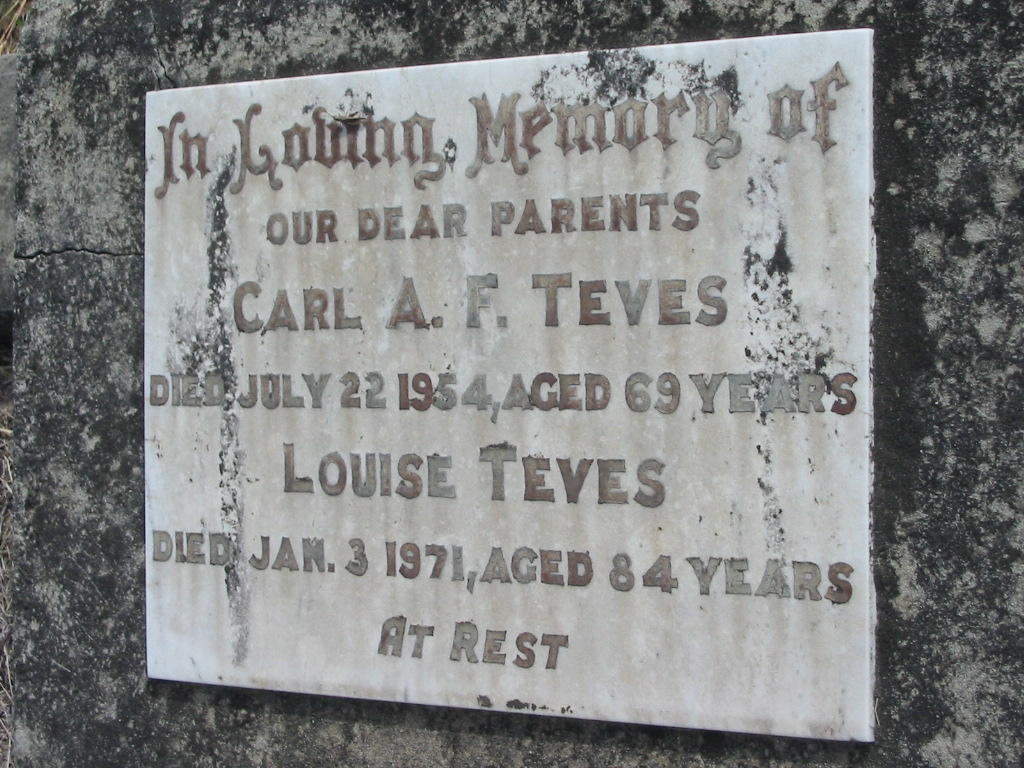 In Loving Memory of
OUR DEAR PARENTS
CARL A. F. TEVES
DIED JULY 22 1954, AGED 69 YEARS
LOUISE TEVES
DIED JAN. 3 1971, AGED 84 YEARS
AT REST